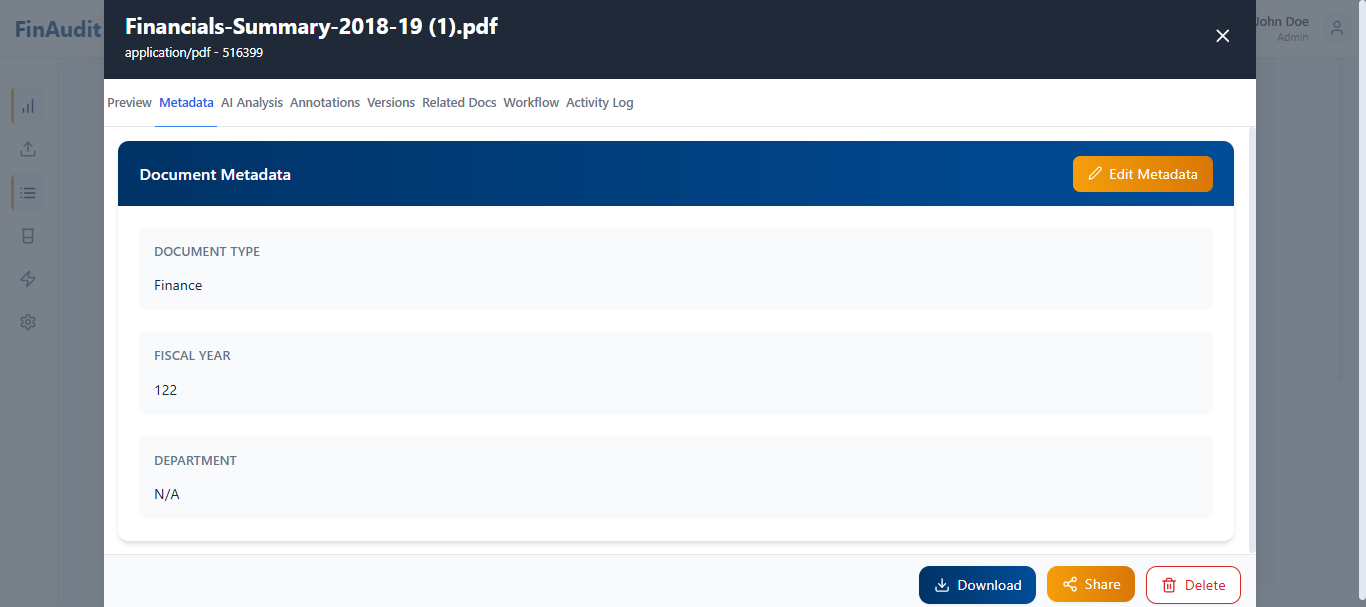 FinAudit
Financials-Summary-2018-19 (1).pdf
application/pdf - 516399
John Doe
Admin
Preview Metadata AI Analysis Annotations Versions Related Docs Workflow Activity Log
Document Metadata
Edit Metadata
DOCUMENT TYPE
Finance
FISCAL YEAR
122
DEPARTMENT
N/A
Download Share Delete